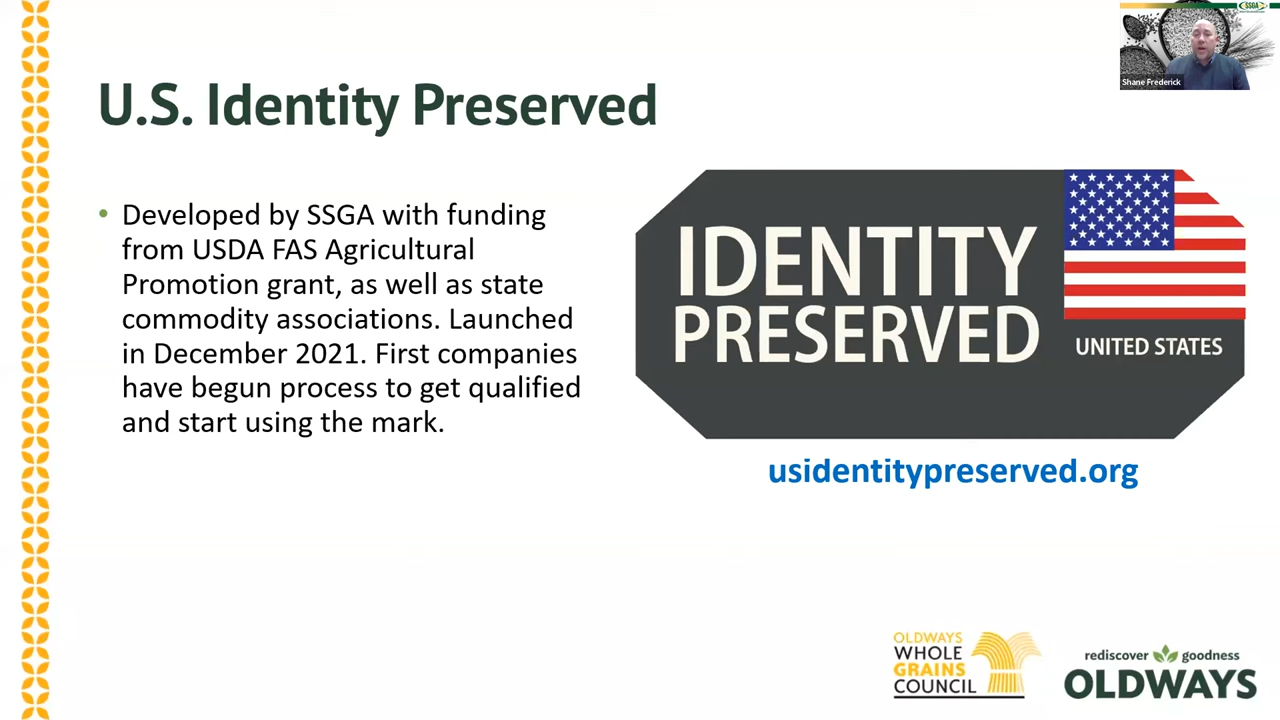 SSGA
Shane Frederick
U.S. Identity Preserved
• Developed by SSGA with funding
from USDA FAS Agricultural
Promotion grant, as well as state
commodity associations. Launched
in December 2021. First companies
have begun process to get qualified
and start using the mark.
IDENTITY
PRESERVED
UNITED STATES
usidentitypreserved.org
OLDWAYS
WHOLE
GRAINS
COUNCIL
rediscover goodness
OLDWAYS